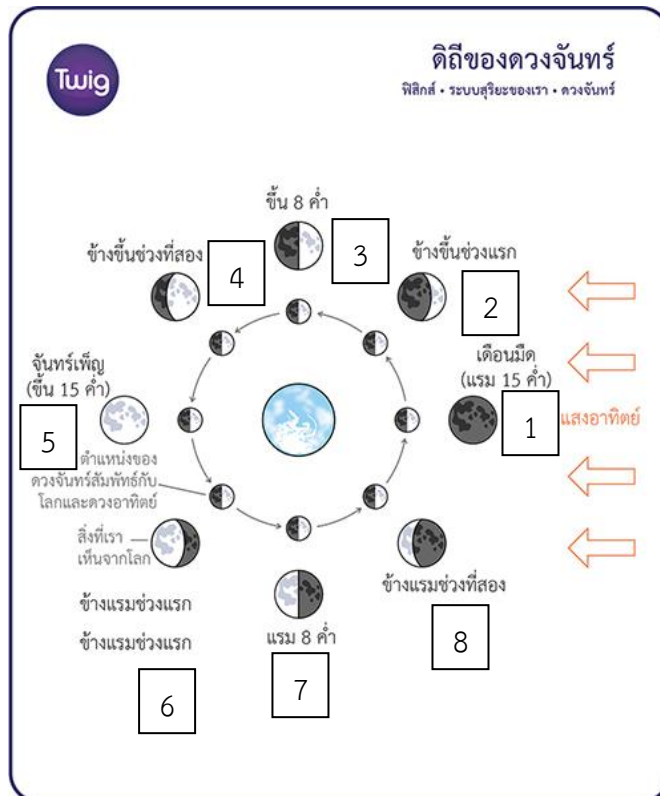 Twig
ดิถีของดวงจันทร์
ฟิสิกส์ • ระบบสุริยะของเรา • ดวงจันทร์
ขึ้น 8 ค่ำ
3
ข้างขึ้นช่วงที่สอง
4
ข้างขึ้นช่วงแรก
2
จันทร์เพ็ญ
(ขึ้น 15 ค่ำ)
5
เดือนมืด
(แรม 15 ค่ำ)
1
แสงอาทิตย์
ตำแหน่งของ
ดวงจันทร์สัมพันธ์กับ
โลกและดวงอาทิตย์
สิ่งที่เรา
เห็นจากโลก
ข้างแรมช่วงแรก
ข้างแรมช่วงแรก
6
แรม 8 ค่ำ
7
ข้างแรมช่วงที่สอง
8